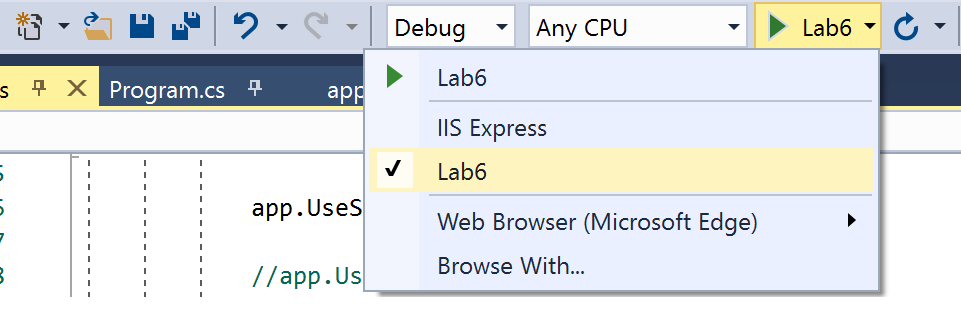 Debug Any CPU Lab6
s Program.cs app
Lab6
IIS Express
Lab6
Web Browser (Microsoft Edge)
Browse With...
5
6 app.UseS
7
8 //app.Us